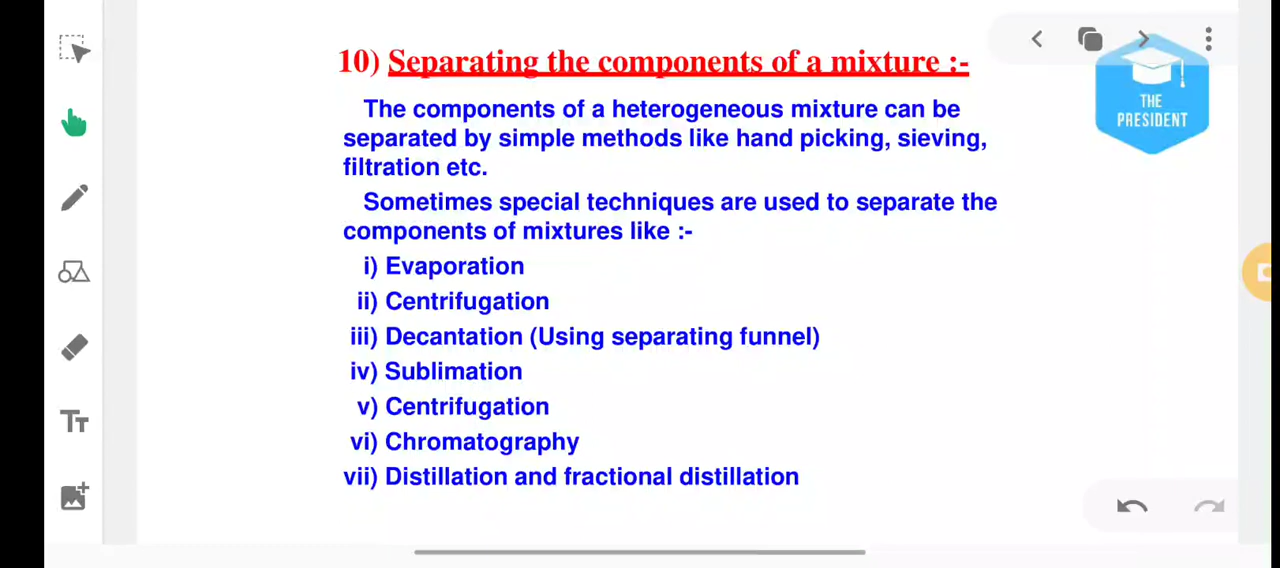 10) Separating the components of a mixture :-
THE
PRESIDENT
The components of a heterogeneous mixture can be
separated by simple methods like hand picking, sieving,
filtration etc.
Sometimes special techniques are used to separate the
components of mixtures like :-
i) Evaporation
ii) Centrifugation
iii) Decantation (Using separating funnel)
iv) Sublimation
v) Centrifugation
vi) Chromatography
vii) Distillation and fractional distillation
TT